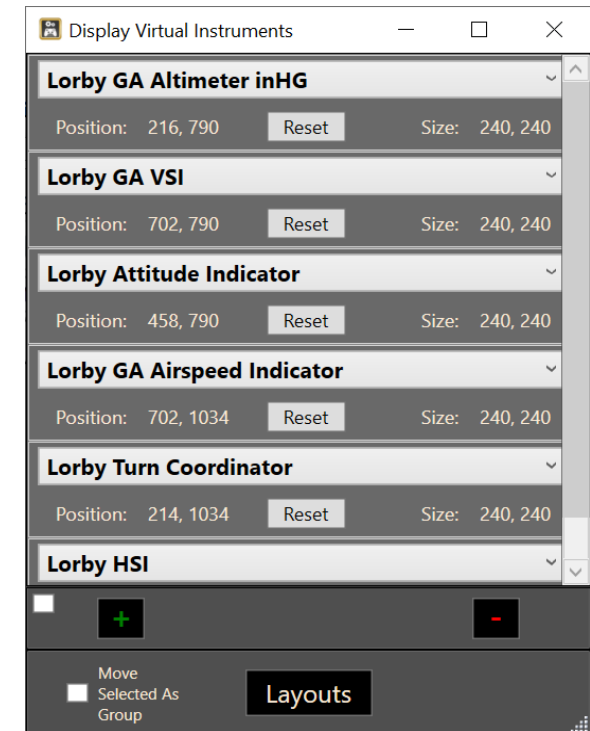 Display Virtual Instruments
Lorby GA Altimeter inHG
Position: 216, 790 Reset Size: 240, 240
Lorby GA VSI
Position: 702, 790 Reset Size: 240, 240
Lorby Attitude Indicator
Position: 458, 790 Reset Size: 240, 240
Lorby GA Airspeed Indicator
Position: 702, 1034 Reset Size: 240, 240
Lorby Turn Coordinator
Position: 214, 1034 Reset Size: 240, 240
Lorby HSI
+ -
Move
Selected As
Group
Layouts